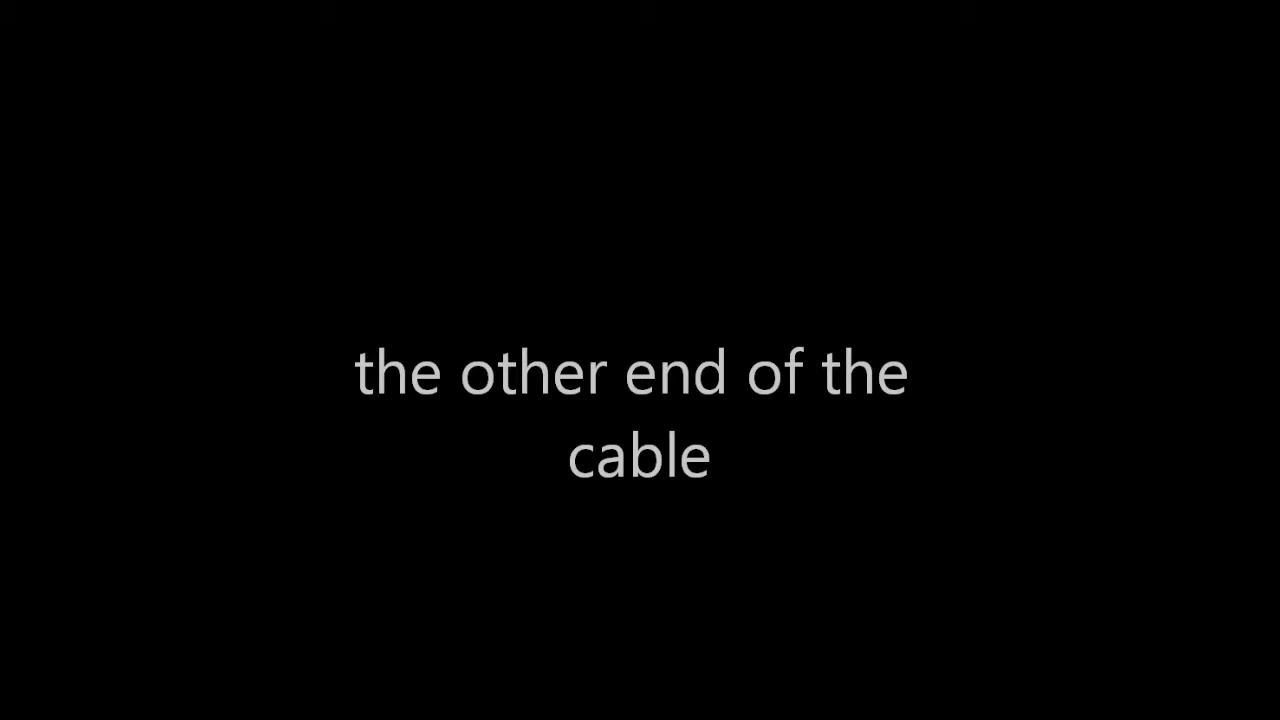 the other end of the
cable